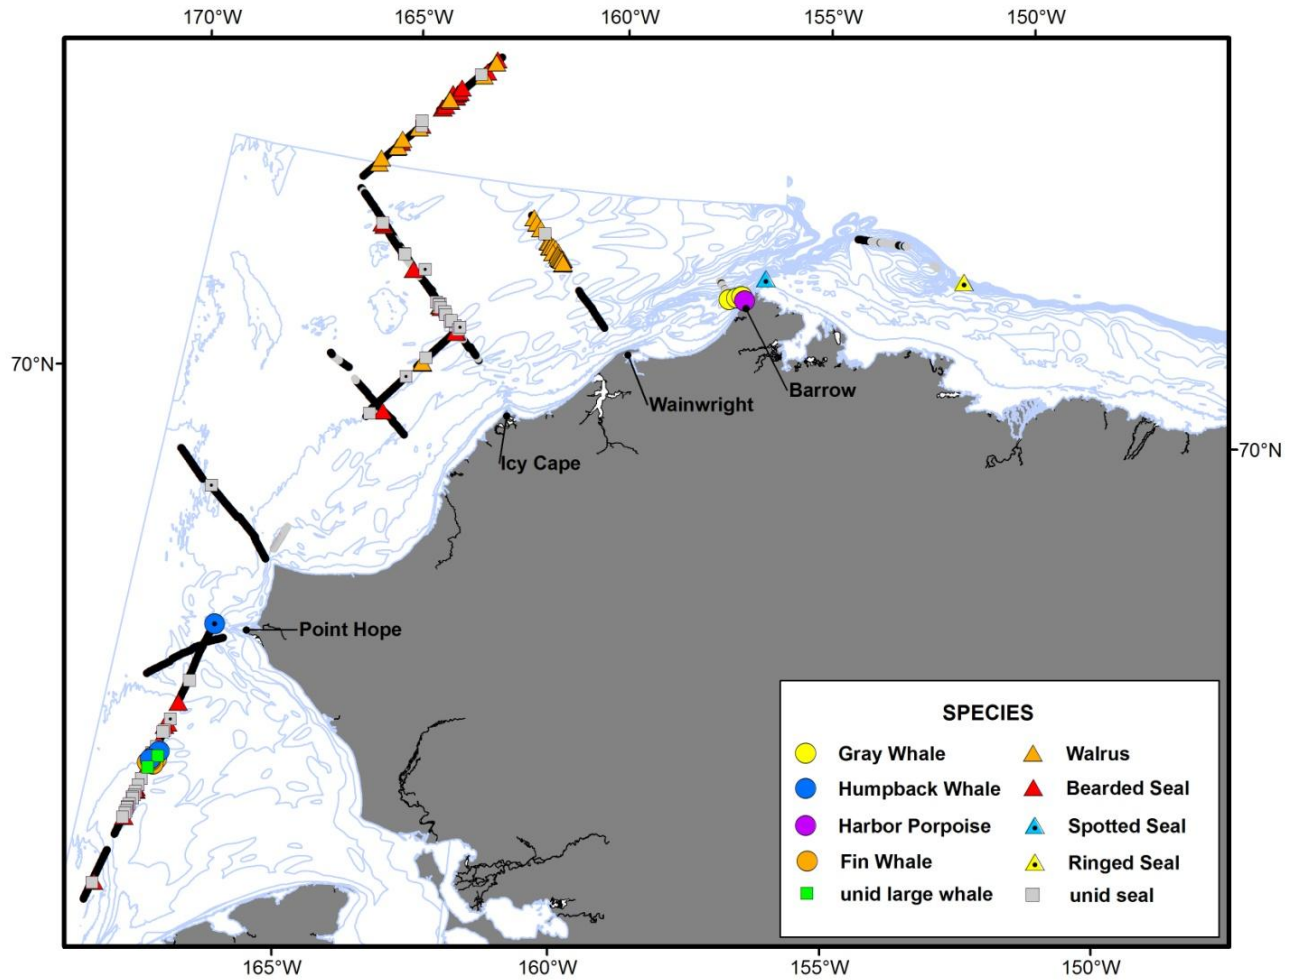 170°W 165°W 160°W 155°W 150°W
70°N
Barrow
Wainwright
70°N
Icy Cape
Point Hope
SPECIES
Gray Whale Walrus
Humpback Whale Bearded Seal
Harbor Porpoise Spotted Seal
Fin Whale Ringed Seal
unid large whale unid seal
165°W 160°W 155°W 150°W